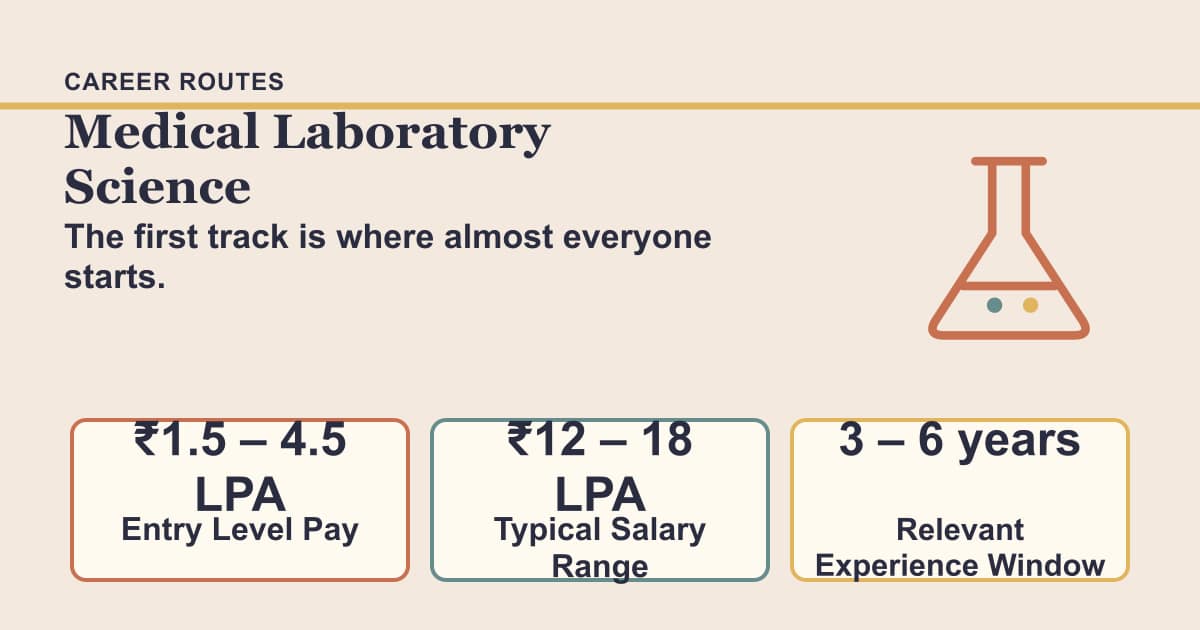 CAREER ROUTES
Medical Laboratory
Science
The first track is where almost everyone
starts.
₹1.5 – 4.5
LPA
Entry Level Pay
₹12 – 18
LPA
Typical Salary
Range
3 – 6 years
Relevant
Experience Window